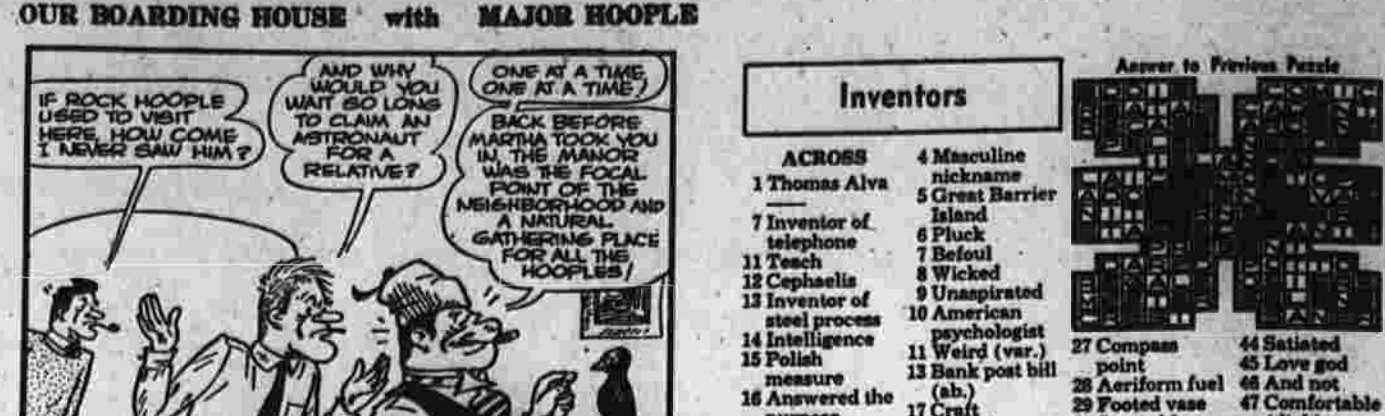 OUR BOARDING HOUSE with MAJOR HOOPLE
IF ROCK HOOPLE
USED TO VISIT
HERE, HOW COME
I NEVER SAW HIM?
AND WHY
WOULD YOU
WAIT SO LONG
TO CLAIM AN
ASTRONAUT
FOR A
RELATIVE?
ONE AT A TIME,
ONE AT A TIME!
BACK BEFORE
MARTHA TOOK YOU
IN, THE MANOR
WAS THE FOCAL
POINT OF THE
NEIGHBORHOOD AND
A NATURAL
GATHERING PLACE
FOR ALL THE
HOOPLES!
Inventors
ACROSS
1 Thomas Alva
7 Inventor of
telephone
11 Teach
12 Cephaelis
13 Inventor of
steel process
14 Intelligence
15 Polish
measure
16 Answered the
4 Masculine
nickname
5 Great Barrier
Island
6 Pluck
7 Befoul
8 Wicked
9 Unaspirated
10 American
psychologist
11 Weird (var.)
13 Bank post bill
(ab.)
17 Craft
Answer to Previous Puzzle
27 Compass
point
28 Aeriform fuel
29 Footed vase
44 Satiated
45 Love god
46 And not
47 Comfortable